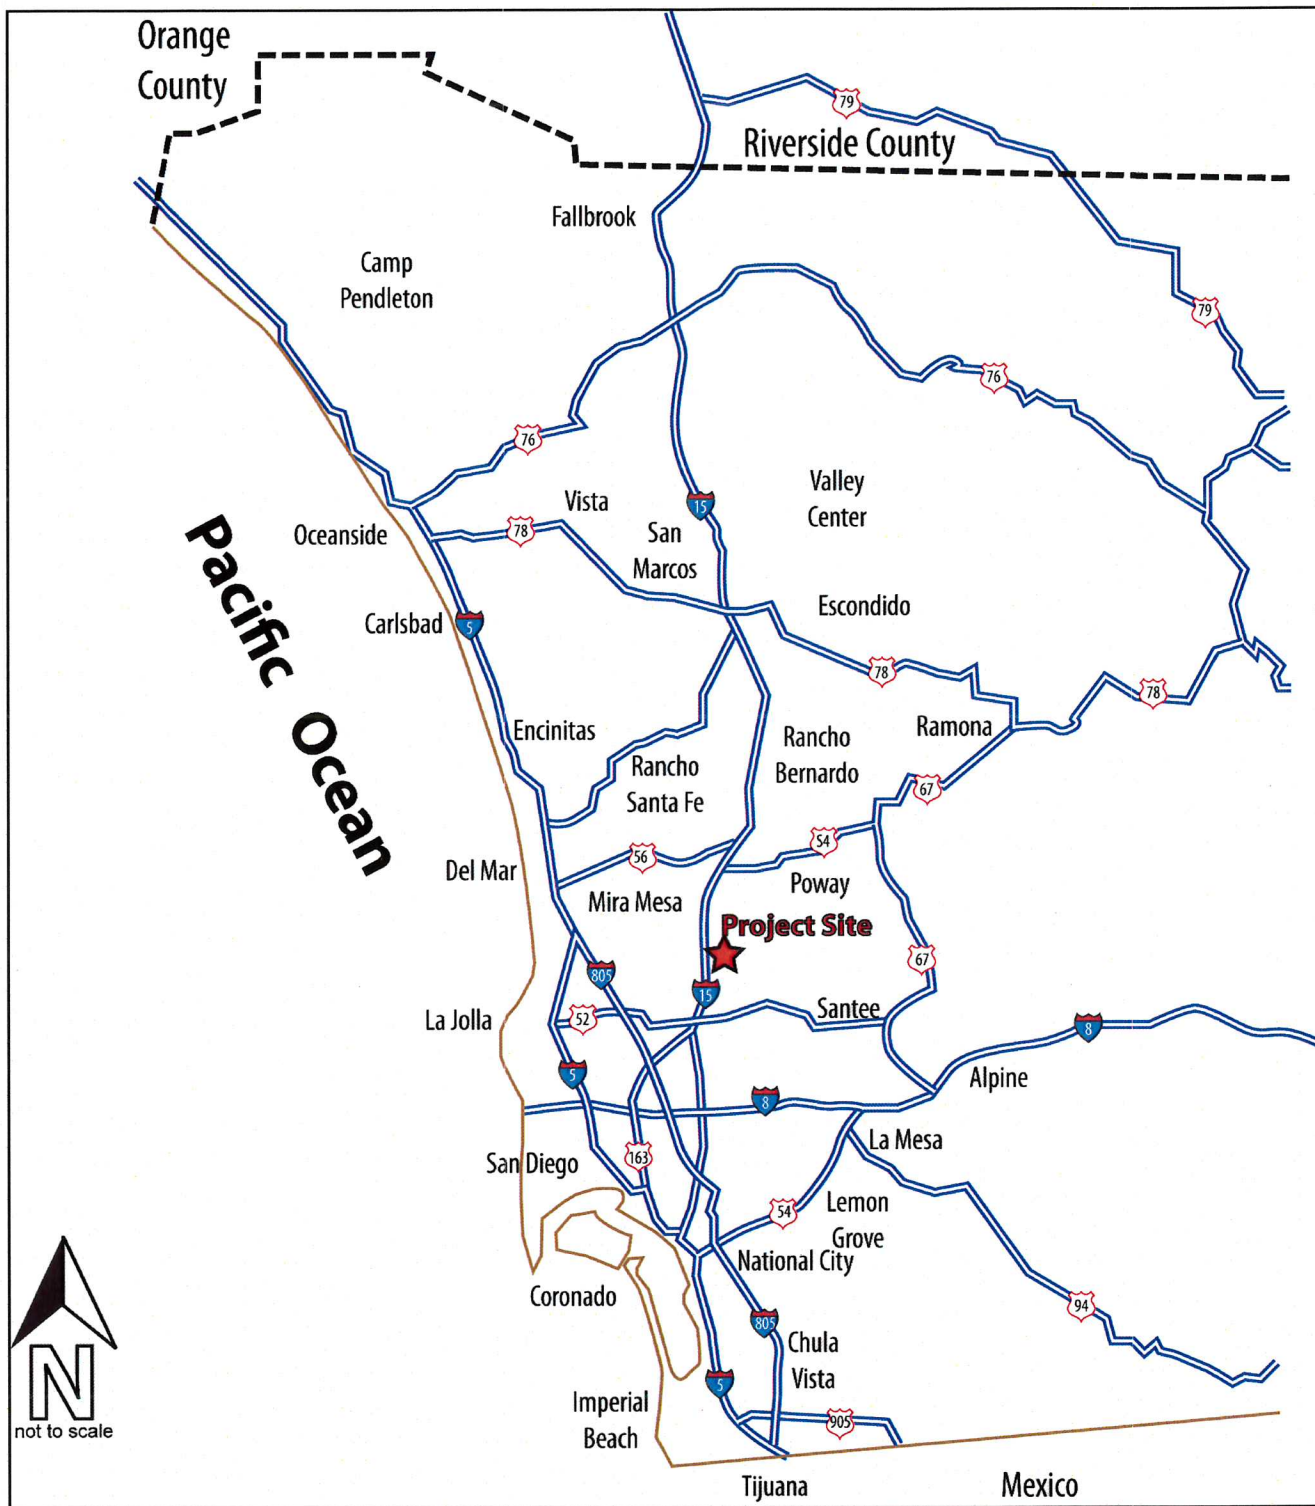 Orange
County
79
Riverside County
Fallbrook
Camp
Pendleton
79
76
76
Valley
Center
Vista
15
78
San
Marcos
Oceanside
Pacific Ocean
Escondido
Carlsbad
5
78
78
Encinitas
Ramona
Rancho
Bernardo
Rancho
Santa Fe
67
54
56
Del Mar
Poway
Mira Mesa
Project Site
67
805
15
La Jolla
52
Santee
8
5
Alpine
8
La Mesa
San Diego
163
54
Lemon
Grove
National City
Coronado
94
805
Chula
Vista
5
Imperial
Beach
905
N
not to scale
Tijuana
Mexico